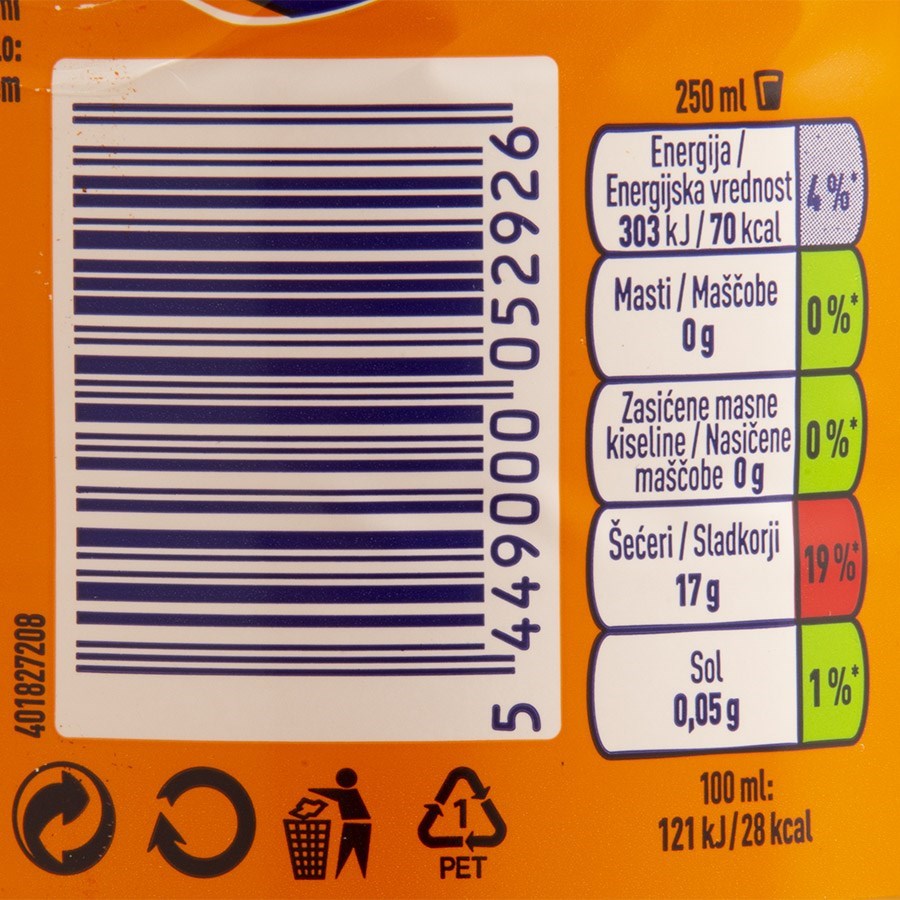 m
5 449000 052926
401827208
250 ml
Energija /
Energijska vrednost
303 kJ / 70 kcal
4%*
Masti / Maščobe
0 g
0%*
Zasićene masne
kiseline / Nasičene
maščobe 0 g
0%*
Šećeri / Sladkorji
17 g
19%*
Sol
0,05 g
1%*
100 ml:
121 kJ/28 kcal
1
PET